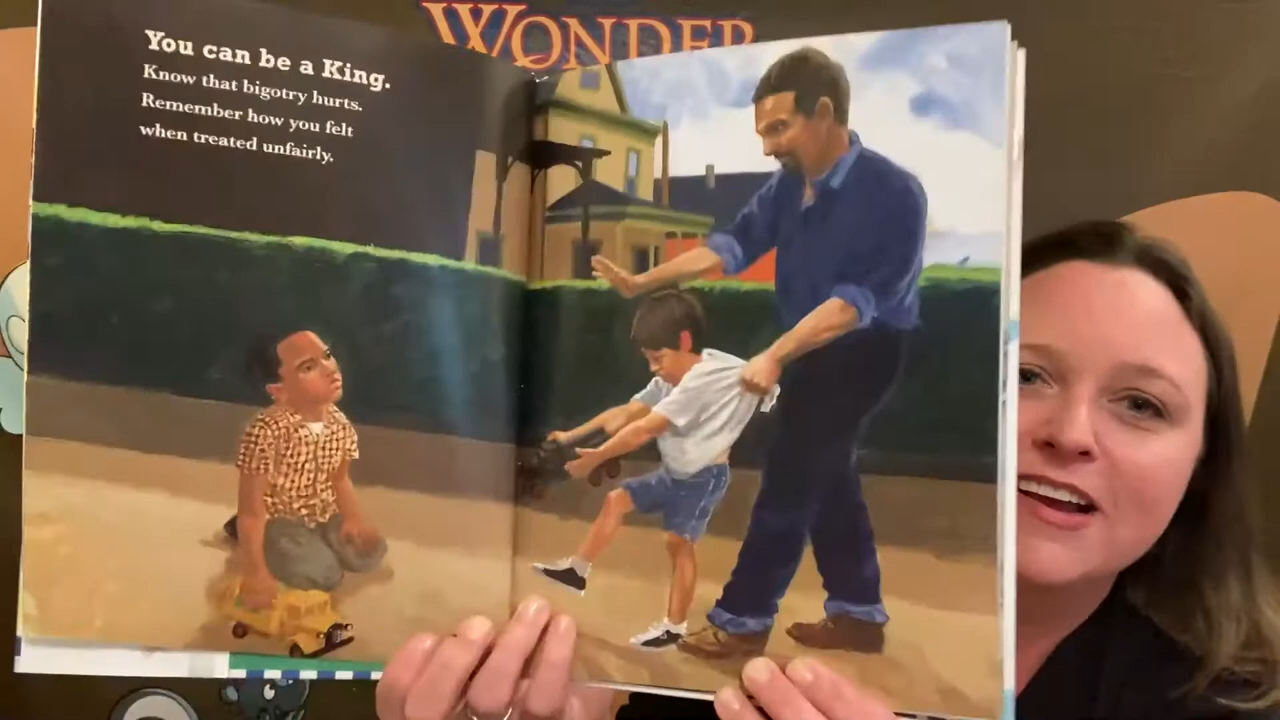 WONDER
You can be a King.
Know that bigotry hurts.
Remember how you felt
when treated unfairly.